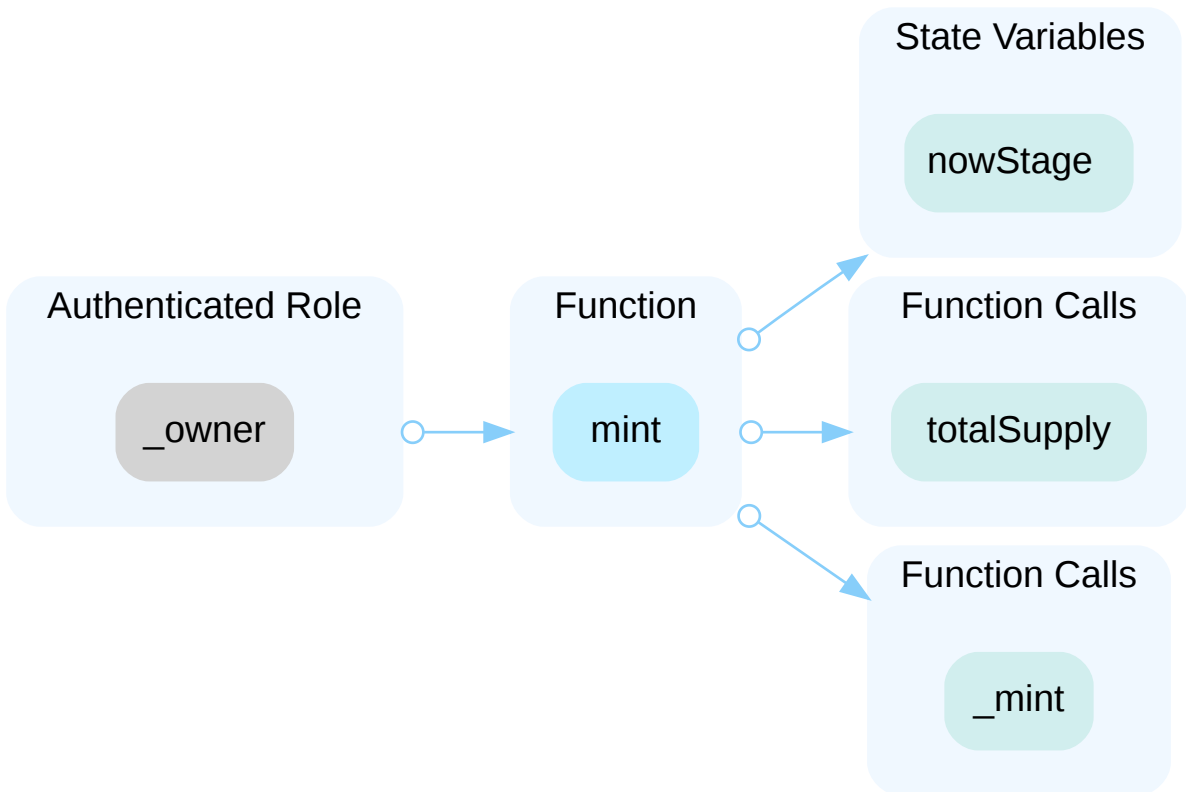 State Variables
nowStage
Authenticated Role
_owner
Function
mint
Function Calls
totalSupply
Function Calls
_mint